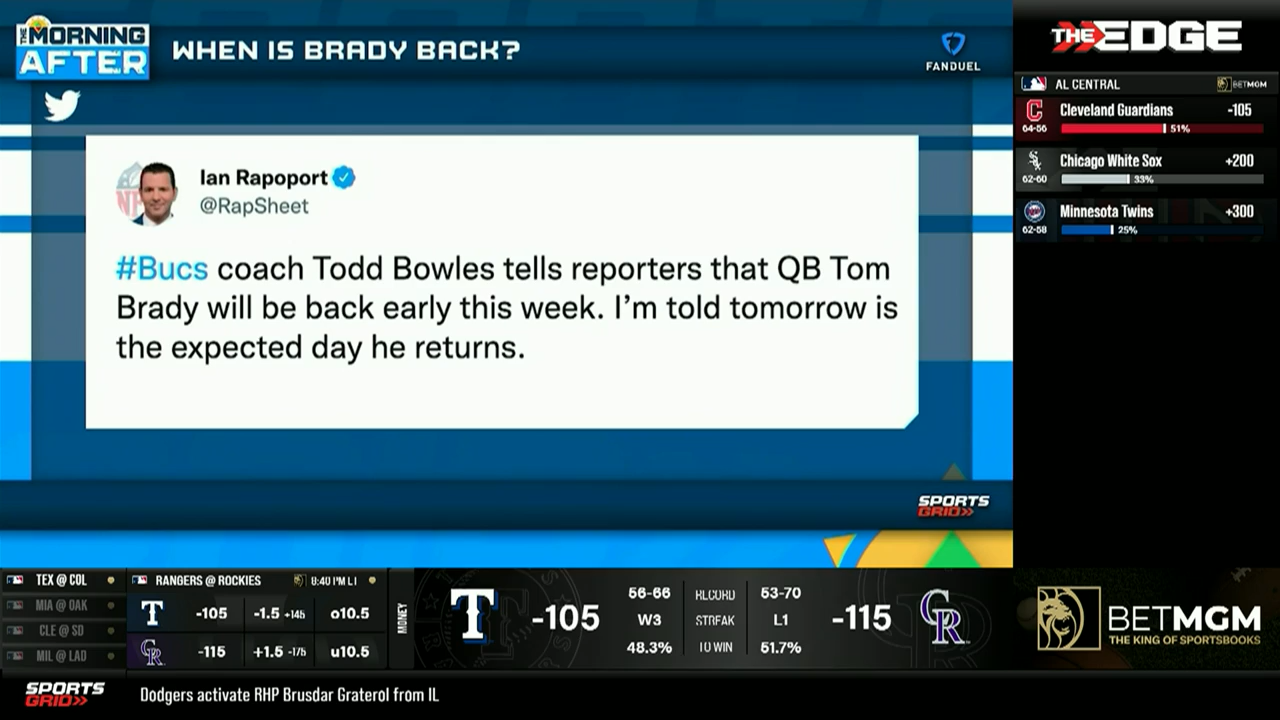 THE MORNING
AFTER
WHEN IS BRADY BACK?
FANDUEL
Ian Rapoport
@RapSheet
#Bucs coach Todd Bowles tells reporters that QB Tom
Brady will be back early this week. I'm told tomorrow is
the expected day he returns.
SPORTS
GRID
THE EDGE
AL CENTRAL BETMGM
Cleveland Guardians -105
64-56 51%
Chicago White Sox +200
62-60 33%
Minnesota Twins +300
62-58 25%
TEX @ COL
MIA @ OAK
CLE @ SD
MIL @ LAD
RANGERS @ ROCKIES 8:40 PM
-105 -1.5 +145 o10.5
-115 +1.5 -175 u10.5
MONEY
-105
56-66 RECORD 53-70
W3 STREAK L1
48.3% TO WIN 51.7%
-115
BETMGM
THE KING OF SPORTSBOOKS
SPORTS
GRID
Dodgers activate RHP Brusdar Graterol from IL